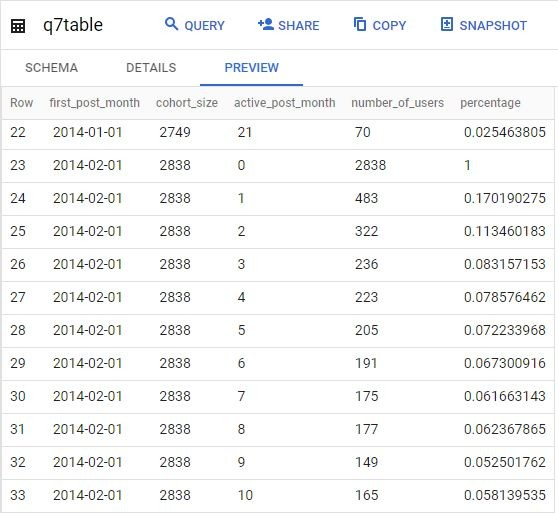 q7table QUERY SHARE COPY SNAPSHOT
SCHEMA DETAILS PREVIEW
Row first_post_month cohort_size active_post_month number_of_users percentage
22 2014-01-01 2749 21 70 0.025463805
23 2014-02-01 2838 0 2838 1
24 2014-02-01 2838 1 483 0.170190275
25 2014-02-01 2838 2 322 0.113460183
26 2014-02-01 2838 3 236 0.083157153
27 2014-02-01 2838 4 223 0.078576462
28 2014-02-01 2838 5 205 0.072233968
29 2014-02-01 2838 6 191 0.067300916
30 2014-02-01 2838 7 175 0.061663143
31 2014-02-01 2838 8 177 0.062367865
32 2014-02-01 2838 9 149 0.052501762
33 2014-02-01 2838 10 165 0.058139535